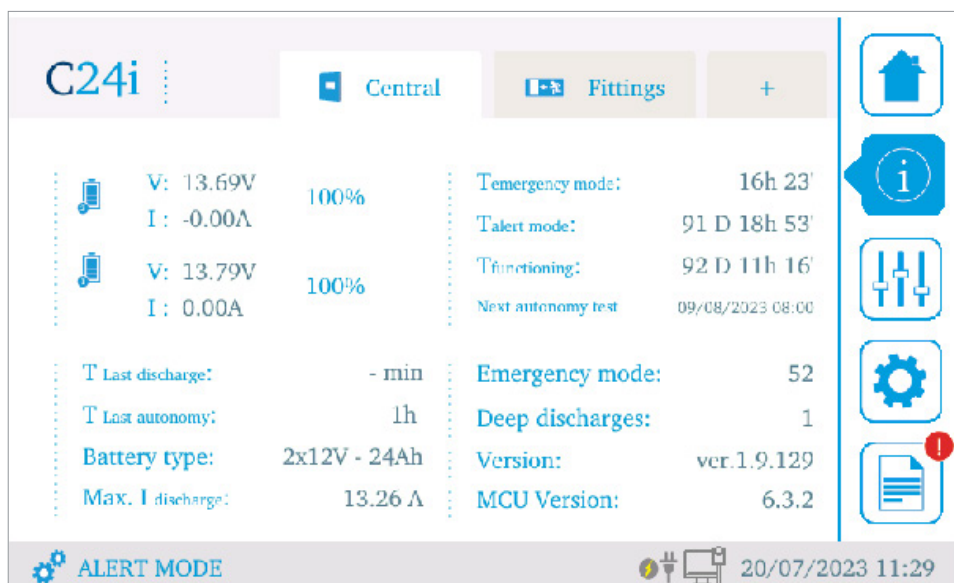 C24i
Central
Fittings
+
V: 13.69V
I : -0.00A
100%
V: 13.79V
I : 0.00A
100%
Temergency mode: 16h 23'
Talert mode: 91 D 18h 53'
Tfunctioning: 92 D 11h 16'
Next autonomy test 09/08/2023 08:00
T Last discharge: - min
T Last autonomy: 1h
Battery type: 2x12V - 24Ah
Max. I discharge: 13.26 A
Emergency mode: 52
Deep discharges: 1
Version: ver.1.9.129
MCU Version: 6.3.2
i
!
ALERT MODE
20/07/2023 11:29